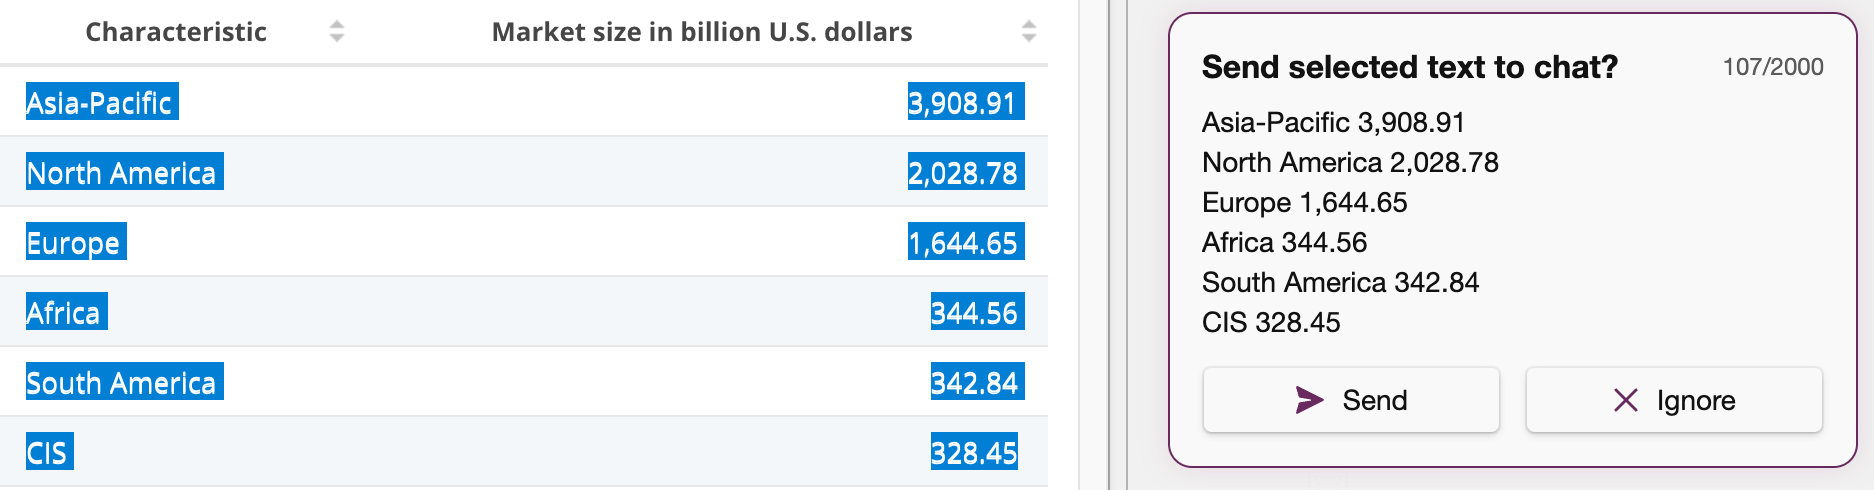 Characteristic Market size in billion U.S. dollars
Asia-Pacific 3,908.91
North America 2,028.78
Europe 1,644.65
Africa 344.56
South America 342.84
CIS 328.45
Send selected text to chat? 107/2000
Asia-Pacific 3,908.91
North America 2,028.78
Europe 1,644.65
Africa 344.56
South America 342.84
CIS 328.45
Send Ignore